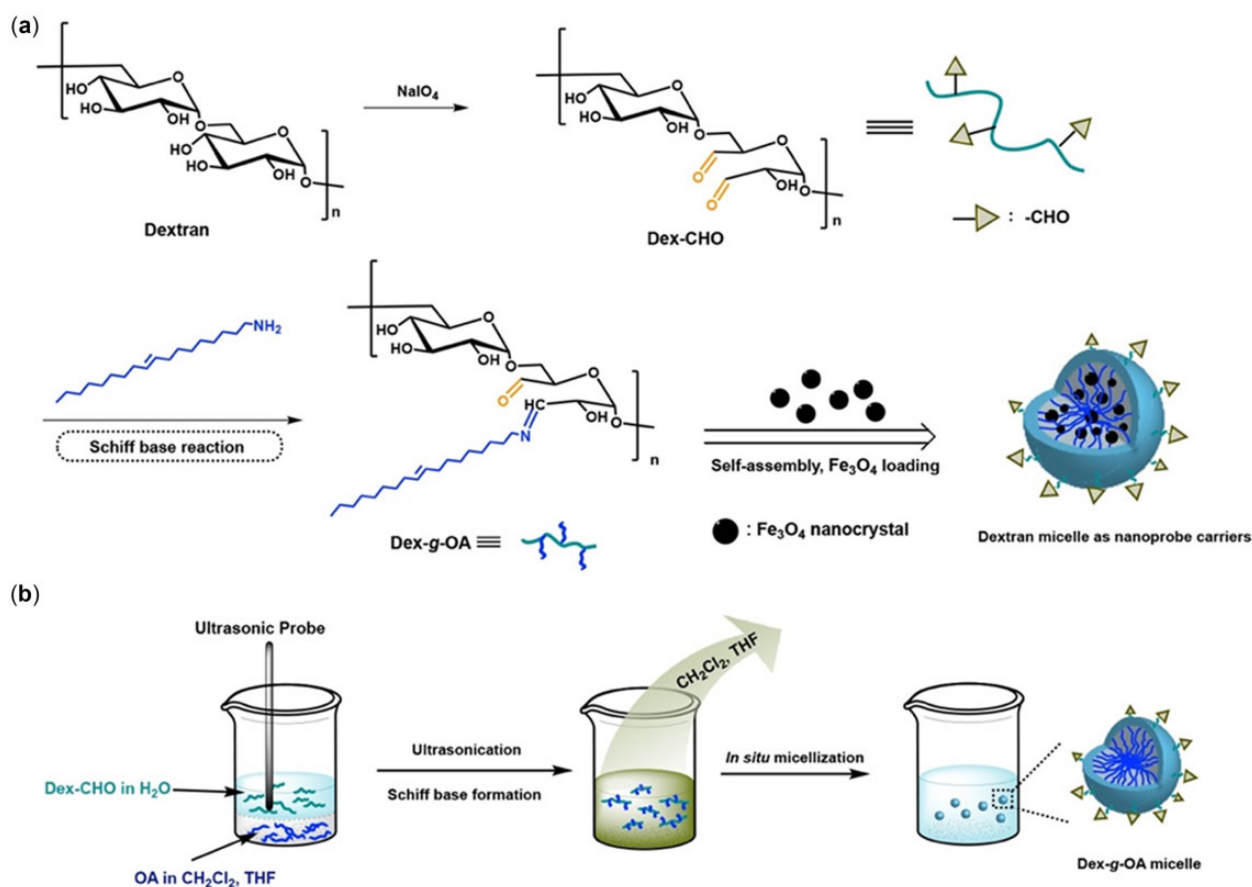 (a)
O
HO
HO
OH
O
O
HO
HO
OH
O
n
Dextran
NaIO₄
O
HO
HO
OH
O
O
O
O
OH
O
n
Dex-CHO
: -CHO
NH₂
Schiff base reaction
O
HO
HO
OH
O
O
O
HC
OH
O
N
n
Dex-g-OA
Self-assembly, Fe₃O₄ loading
: Fe₃O₄ nanocrystal
Dextran micelle as nanoprobe carriers
(b)
Ultrasonic Probe
Dex-CHO in H₂O
OA in CH₂Cl₂, THF
Ultrasonication
Schiff base formation
CH₂Cl₂, THF
In situ micellization
Dex-g-OA micelle